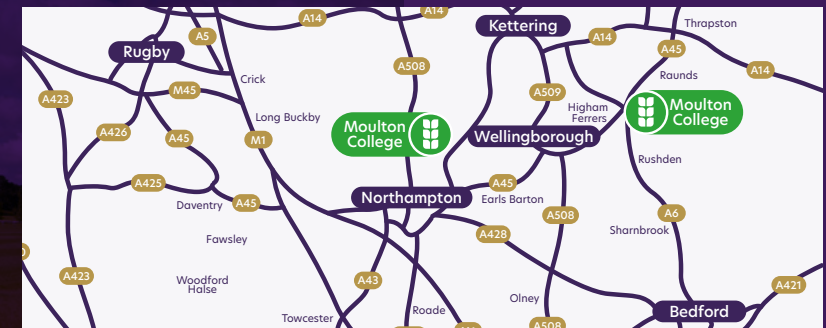 A14
A14
Kettering
Thrapston
Rugby
A5
A14
A45
A508
A14
Crick
Raunds
A423
M45
A509
Long Buckby
Higham
Ferrers
Moulton
College
Moulton
College
A426
A45
M1
Wellingborough
Rushden
A425
A45
Northampton
A45
Earls Barton
Daventry
A508
A6
Fawsley
A428
Sharnbrook
A423
Woodford
Halse
A43
A421
Olney
Towcester
Roade
Bedford
A508